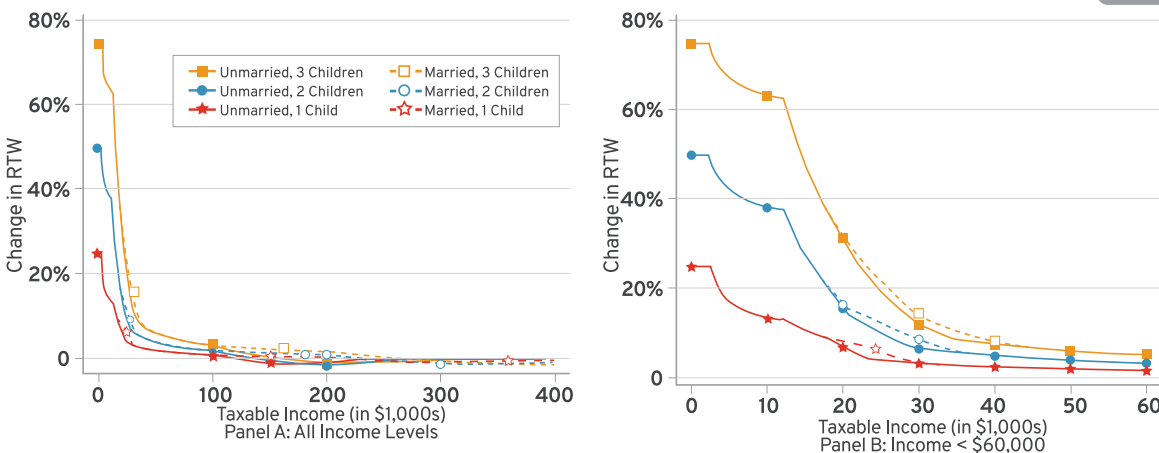 80%
60%
40%
20%
0
Change in RTW
Unmarried, 3 Children
Married, 3 Children
Unmarried, 2 Children
Married, 2 Children
Unmarried, 1 Child
Married, 1 Child
0
100
200
300
400
Taxable Income (in $1,000s)
Panel A: All Income Levels
80%
60%
40%
20%
0
Change in RTW
0
10
20
30
40
50
60
Taxable Income (in $1,000s)
Panel B: Income < $60,000